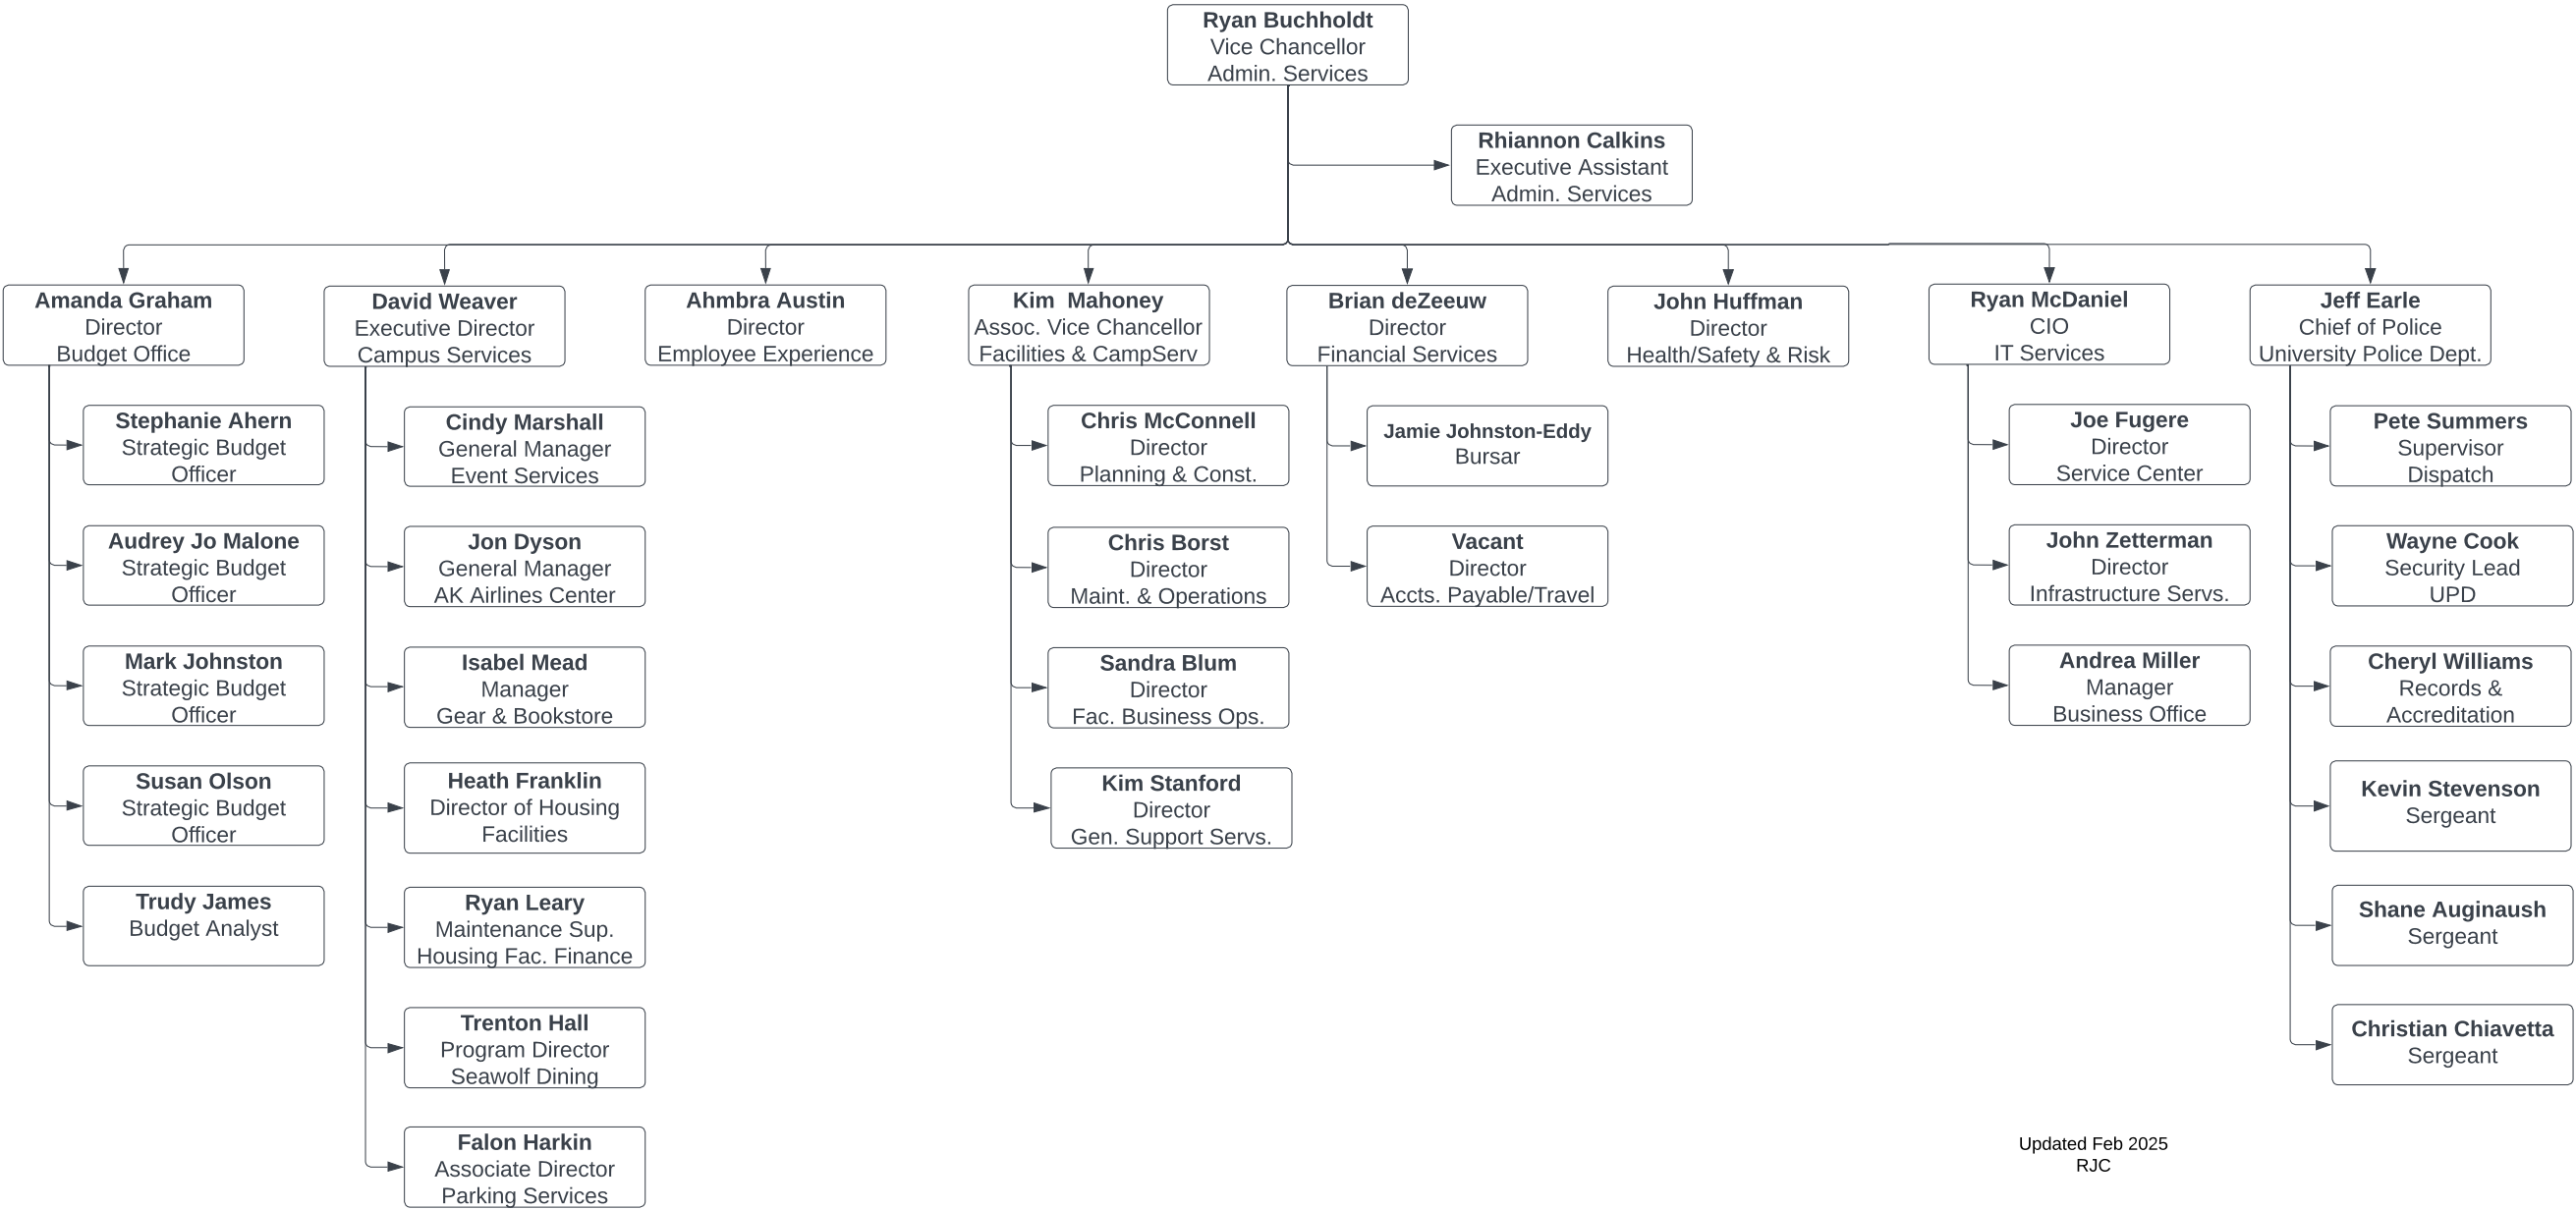 Ryan Buchholdt
Vice Chancellor
Admin. Services
Rhiannon Calkins
Executive Assistant
Admin. Services
Amanda Graham
Director
Budget Office
Stephanie Ahern
Strategic Budget
Officer
Audrey Jo Malone
Strategic Budget
Officer
Mark Johnston
Strategic Budget
Officer
Susan Olson
Strategic Budget
Officer
Trudy James
Budget Analyst
David Weaver
Executive Director
Campus Services
Cindy Marshall
General Manager
Event Services
Jon Dyson
General Manager
AK Airlines Center
Isabel Mead
Manager
Gear & Bookstore
Heath Franklin
Director of Housing
Facilities
Ryan Leary
Maintenance Sup.
Housing Fac. Finance
Trenton Hall
Program Director
Seawolf Dining
Falon Harkin
Associate Director
Parking Services
Ahmbra Austin
Director
Employee Experience
Kim  Mahoney
Assoc. Vice Chancellor
Facilities & CampServ
Chris McConnell
Director
Planning & Const.
Chris Borst
Director
Maint. & Operations
Sandra Blum
Director
Fac. Business Ops.
Kim Stanford
Director
Gen. Support Servs.
Brian deZeeuw
Director
Financial Services
Jamie Johnston-Eddy
Bursar
Vacant
Director
Accts. Payable/Travel
John Huffman
Director
Health/Safety & Risk
Ryan McDaniel
CIO
IT Services
Joe Fugere
Director
Service Center
John Zetterman
Director
Infrastructure Servs.
Andrea Miller
Manager
Business Office
Jeff Earle
Chief of Police
University Police Dept.
Pete Summers
Supervisor
Dispatch
Wayne Cook
Security Lead
UPD
Cheryl Williams
Records &
Accreditation
Kevin Stevenson
Sergeant
Shane Auginaush
Sergeant
Christian Chiavetta
Sergeant
Updated Feb 2025
RJC